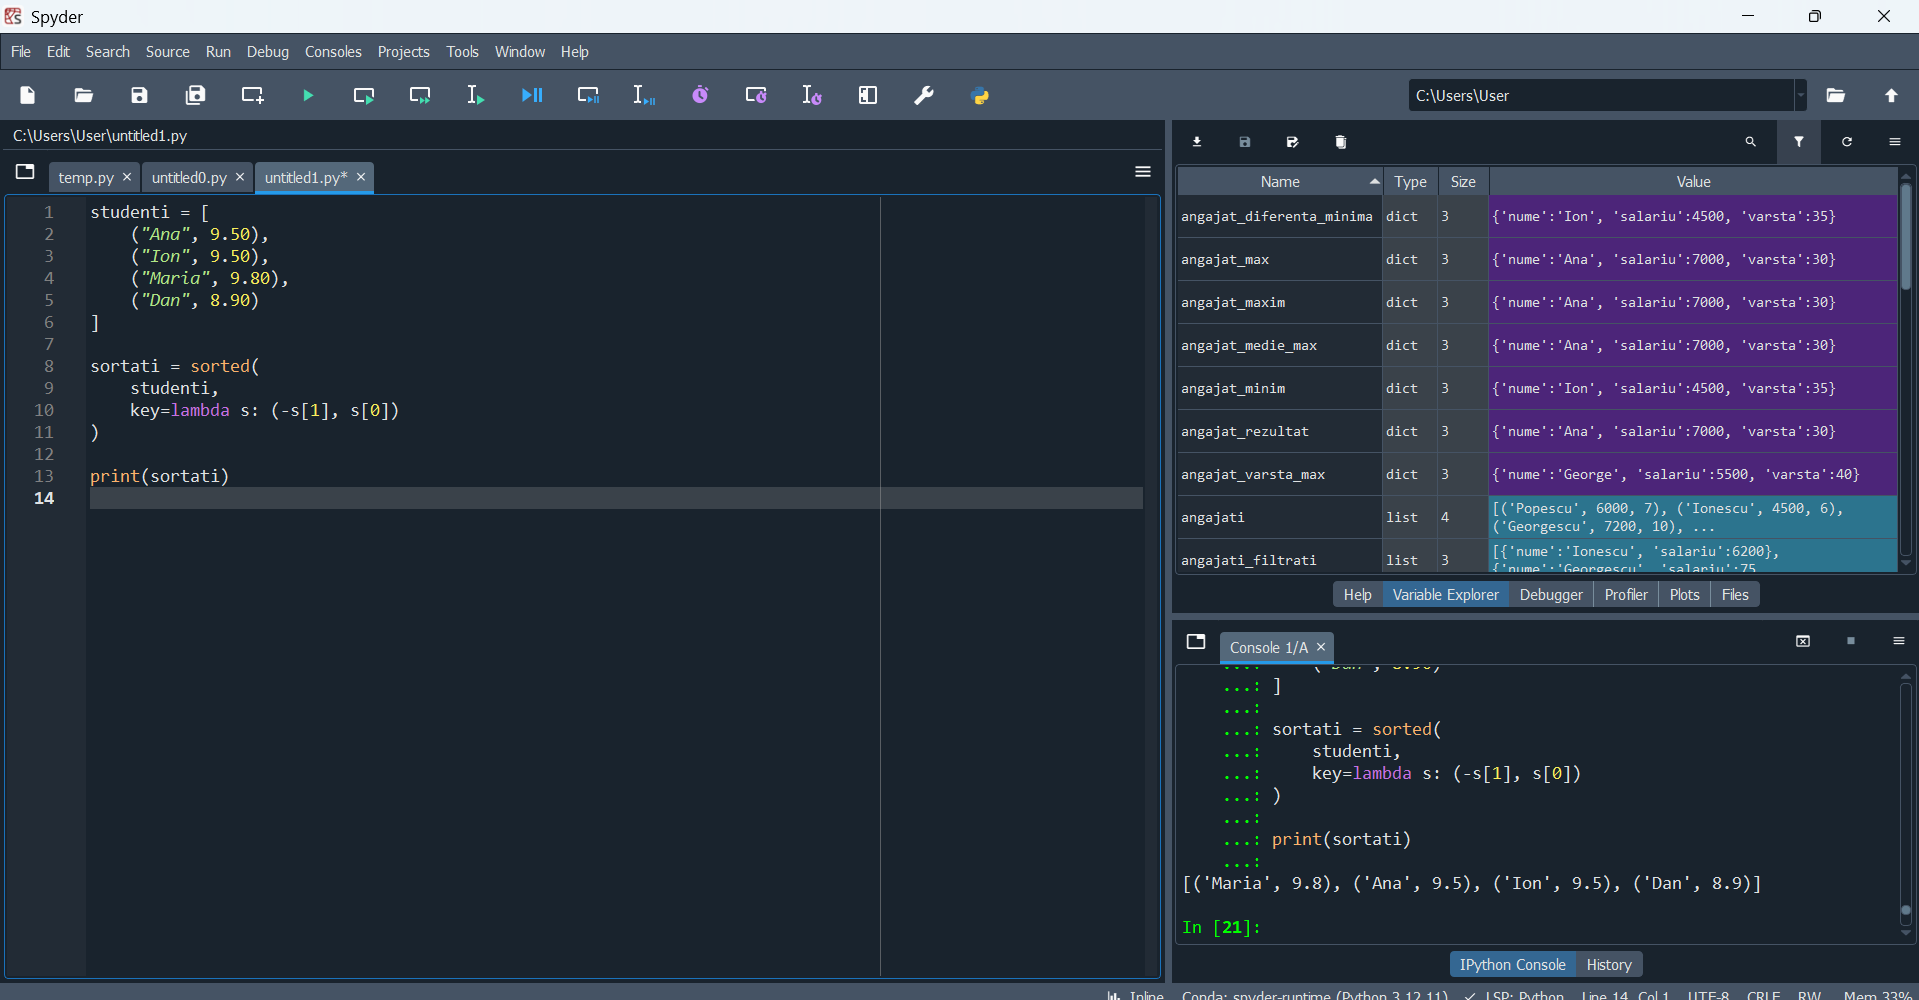 Spyder
File Edit Search Source Run Debug Consoles Projects Tools Window Help
C:\Users\User
C:\Users\User\untitled1.py
temp.py untitled0.py untitled1.py*
1 studenti = [
2     ("Ana", 9.50),
3     ("Ion", 9.50),
4     ("Maria", 9.80),
5     ("Dan", 8.90)
6 ]
7
8 sortati = sorted(
9     studenti,
10     key=lambda s: (-s[1], s[0])
11 )
12
13 print(sortati)
14
Name Type Size Value
angajat_diferenta_minima dict 3 {'nume':'Ion', 'salariu':4500, 'varsta':35}
angajat_max dict 3 {'nume':'Ana', 'salariu':7000, 'varsta':30}
angajat_maxim dict 3 {'nume':'Ana', 'salariu':7000, 'varsta':30}
angajat_medie_max dict 3 {'nume':'Ana', 'salariu':7000, 'varsta':30}
angajat_minim dict 3 {'nume':'Ion', 'salariu':4500, 'varsta':35}
angajat_rezultat dict 3 {'nume':'Ana', 'salariu':7000, 'varsta':30}
angajat_varsta_max dict 3 {'nume':'George', 'salariu':5500, 'varsta':40}
angajati list 4 [('Popescu', 6000, 7), ('Ionescu', 4500, 6),
('Georgescu', 7200, 10), ...
angajati_filtrati list 3 [{'nume':'Ionescu', 'salariu':6200},
{'nume':'Georgescu', 'salariu':75
Help Variable Explorer Debugger Profiler Plots Files
Console 1/A
...:     ("Dan", 8.90)
...: ]
...:
...: sortati = sorted(
...:     studenti,
...:     key=lambda s: (-s[1], s[0])
...: )
...:
...: print(sortati)
...:
[('Maria', 9.8), ('Ana', 9.5), ('Ion', 9.5), ('Dan', 8.9)]
In [21]:
IPython Console History
Inline Conda: spyder-runtime (Python 3.12.11) ✓ LSP: Python Line 14, Col 1 UTF-8 CRLF RW Mem 33%